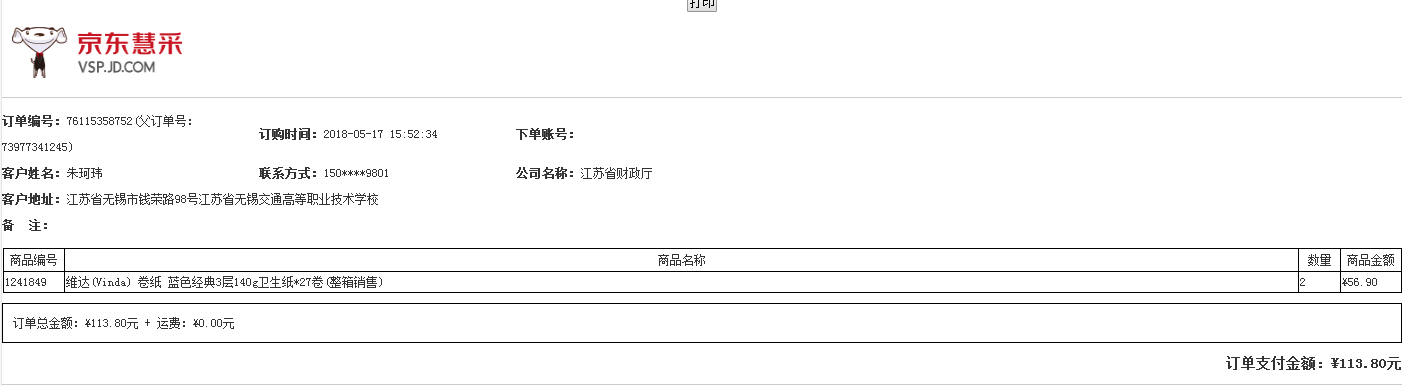 打印
京东慧采
VSP.JD.COM
订单编号：76115358752(父订单号：
73977341245)
订购时间：2018-05-17 15:52:34
下单账号：
客户姓名：朱珂玮
联系方式：150****9801
公司名称：江苏省财政厅
客户地址：江苏省无锡市钱荣路98号江苏省无锡交通高等职业技术学校
备　注：
商品编号 商品名称 数量 商品金额
1241849 维达(Vinda) 卷纸 蓝色经典3层140g卫生纸*27卷(整箱销售) 2 ¥56.90
订单总金额：¥113.80元 + 运费：¥0.00元
订单支付金额：¥113.80元